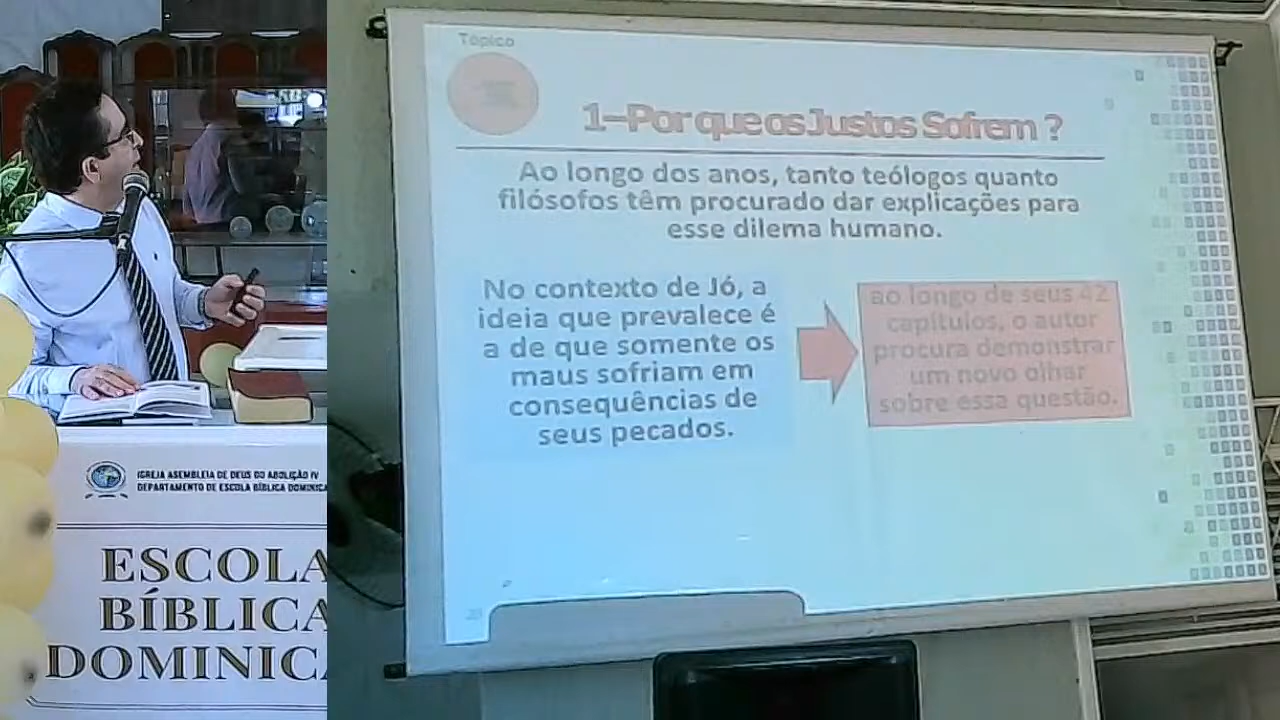 Tópico
1–Por que os Justos Sofrem ?
Ao longo dos anos, tanto teólogos quanto
filósofos têm procurado dar explicações para
esse dilema humano.
No contexto de Jó, a
ideia que prevalece é
a de que somente os
maus sofriam em
consequências de
seus pecados.
ao longo de seus 42
capítulos, o autor
procura demonstrar
um novo olhar
sobre essa questão.
IGREJA ASEMBLEIA DE DEUS DO ABOLIÇÃO IV
DEPARTAMENTO DE ESCOLA BÍBLICA DOMINICA
ESCOLA
BÍBLICA
DOMINIC